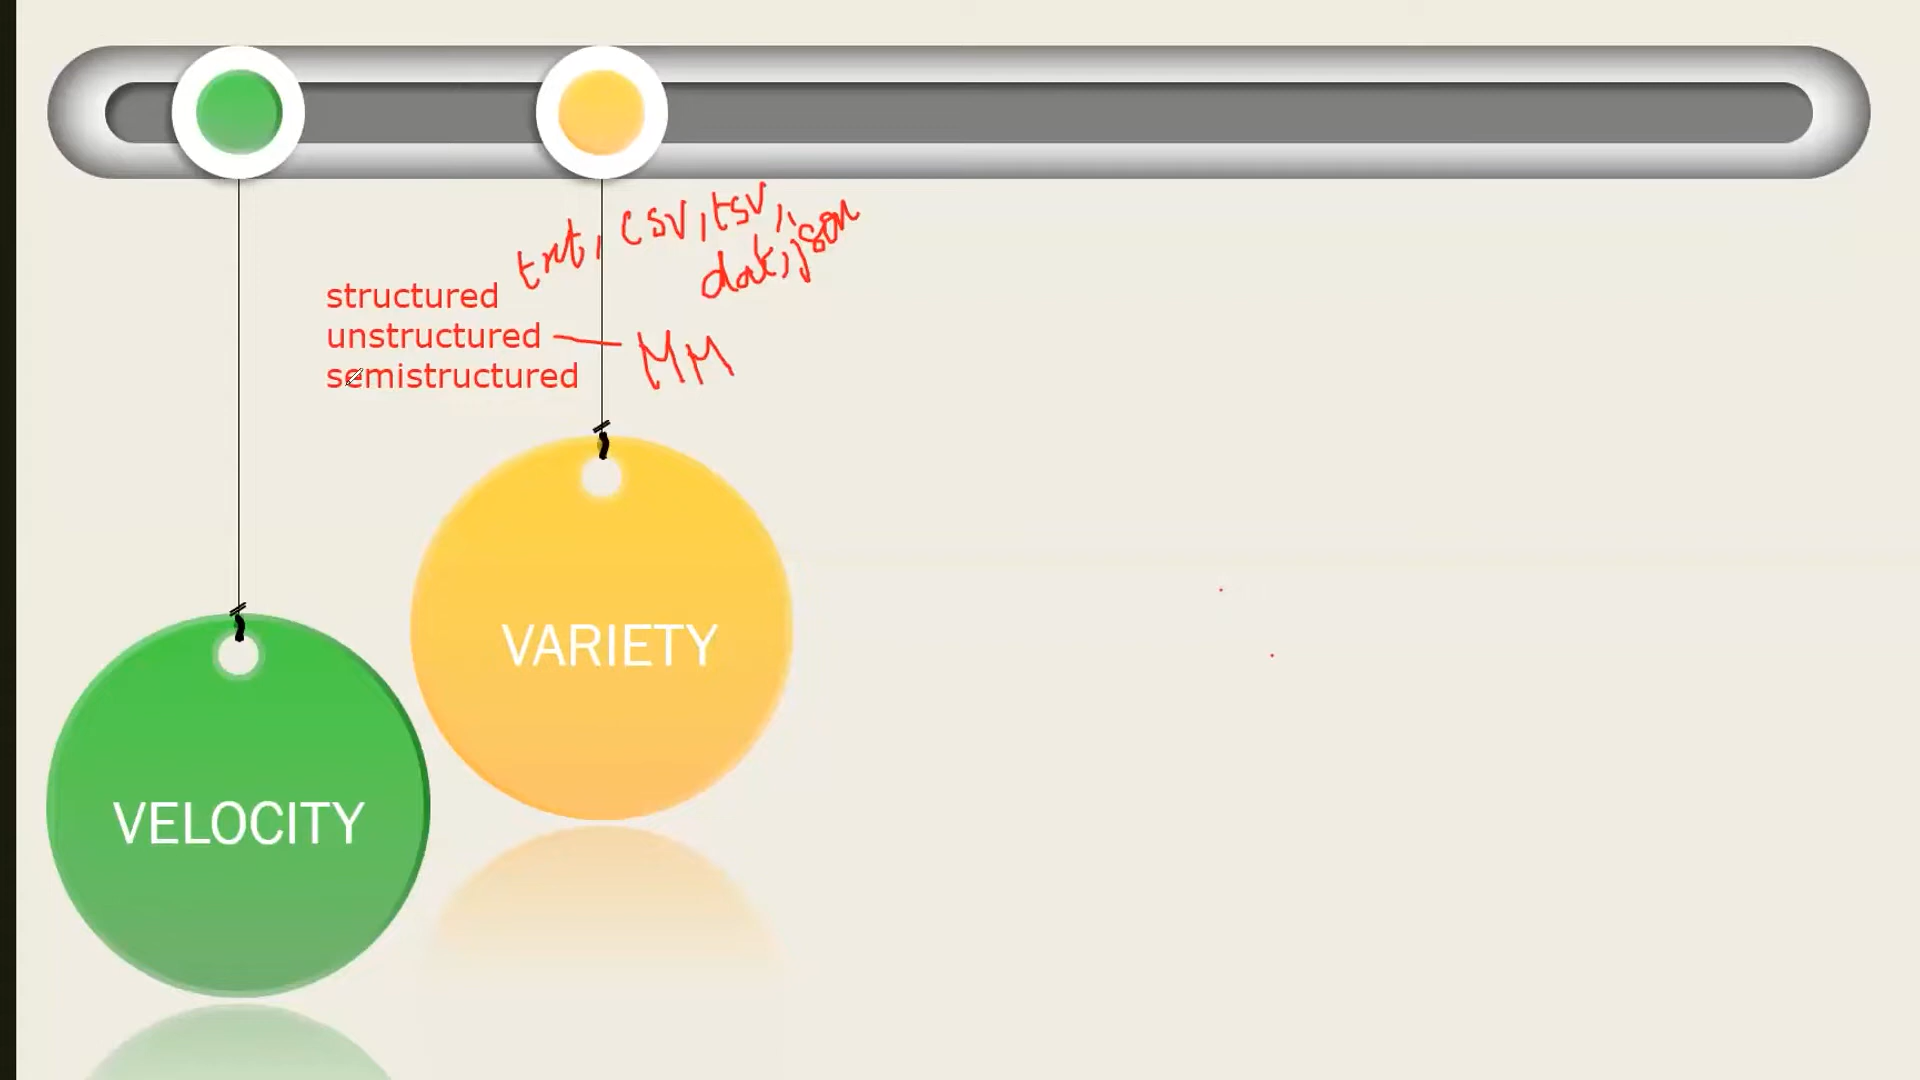 txt, csv, tsv,
dat, json
structured
unstructured
MM
semistructured
VARIETY
VELOCITY